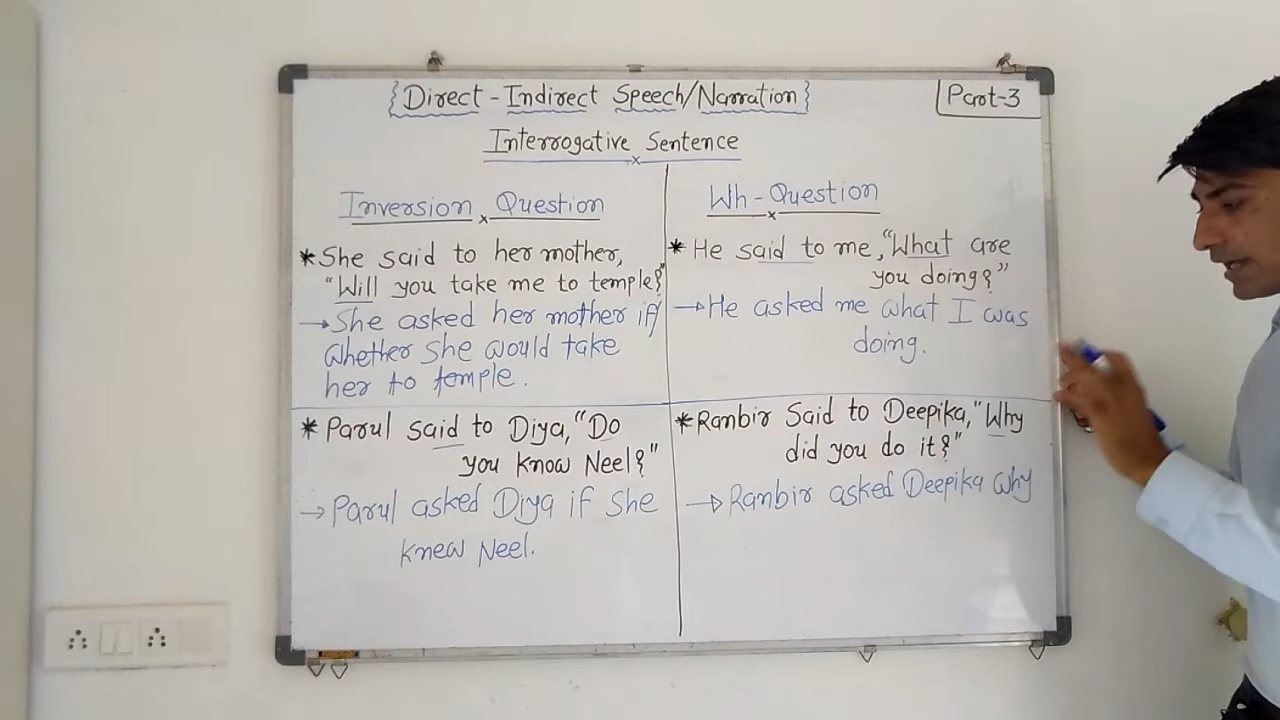 {Direct-Indirect Speech/Narration}
Part-3
Interrogative Sentence
Inversion Question
* She said to her mother,
"Will you take me to temple?"
→ She asked her mother if/
whether she would take
her to temple.
* Parul said to Diya, "Do
you know Neel?"
→ Parul asked Diya if she
knew Neel.
Wh-Question
* He said to me, "What are
you doing?"
→ He asked me what I was
doing.
* Ranbir Said to Deepika, "Why
did you do it?"
→ Ranbir asked Deepika why